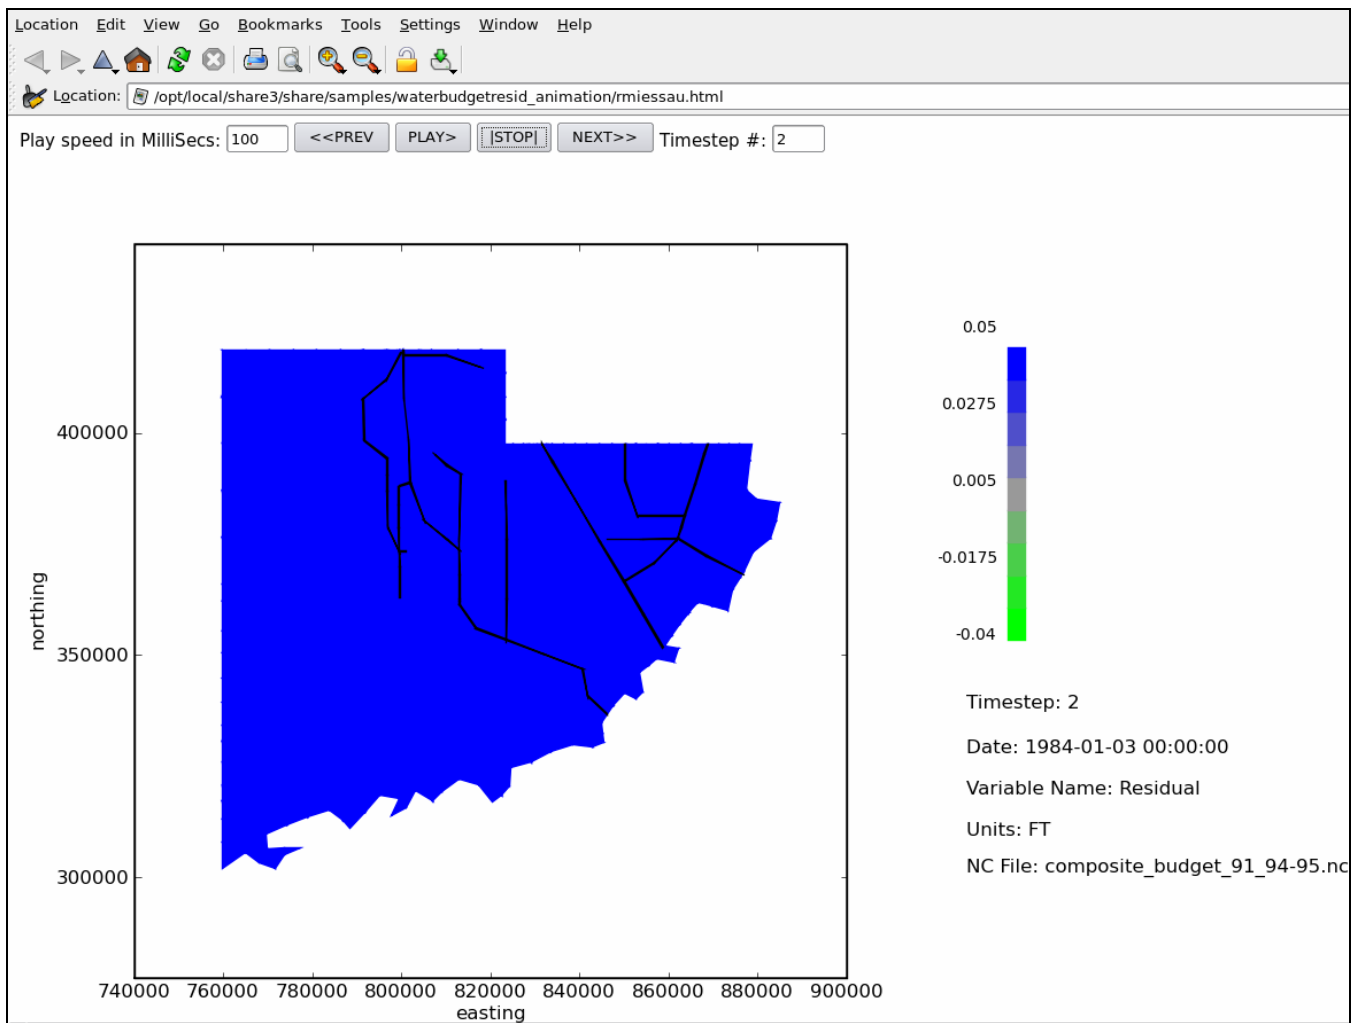 Location Edit View Go Bookmarks Tools Settings Window Help
Location: /opt/local/share3/share/samples/waterbudgetresid_animation/rmiessau.html
Play speed in MilliSecs: 100 <<PREV PLAY> |STOP| NEXT>> Timestep #: 2
0.05
0.0275
0.005
-0.0175
-0.04
400000
350000
300000
northing
740000 760000 780000 800000 820000 840000 860000 880000 900000
easting
Timestep: 2
Date: 1984-01-03 00:00:00
Variable Name: Residual
Units: FT
NC File: composite_budget_91_94-95.nc